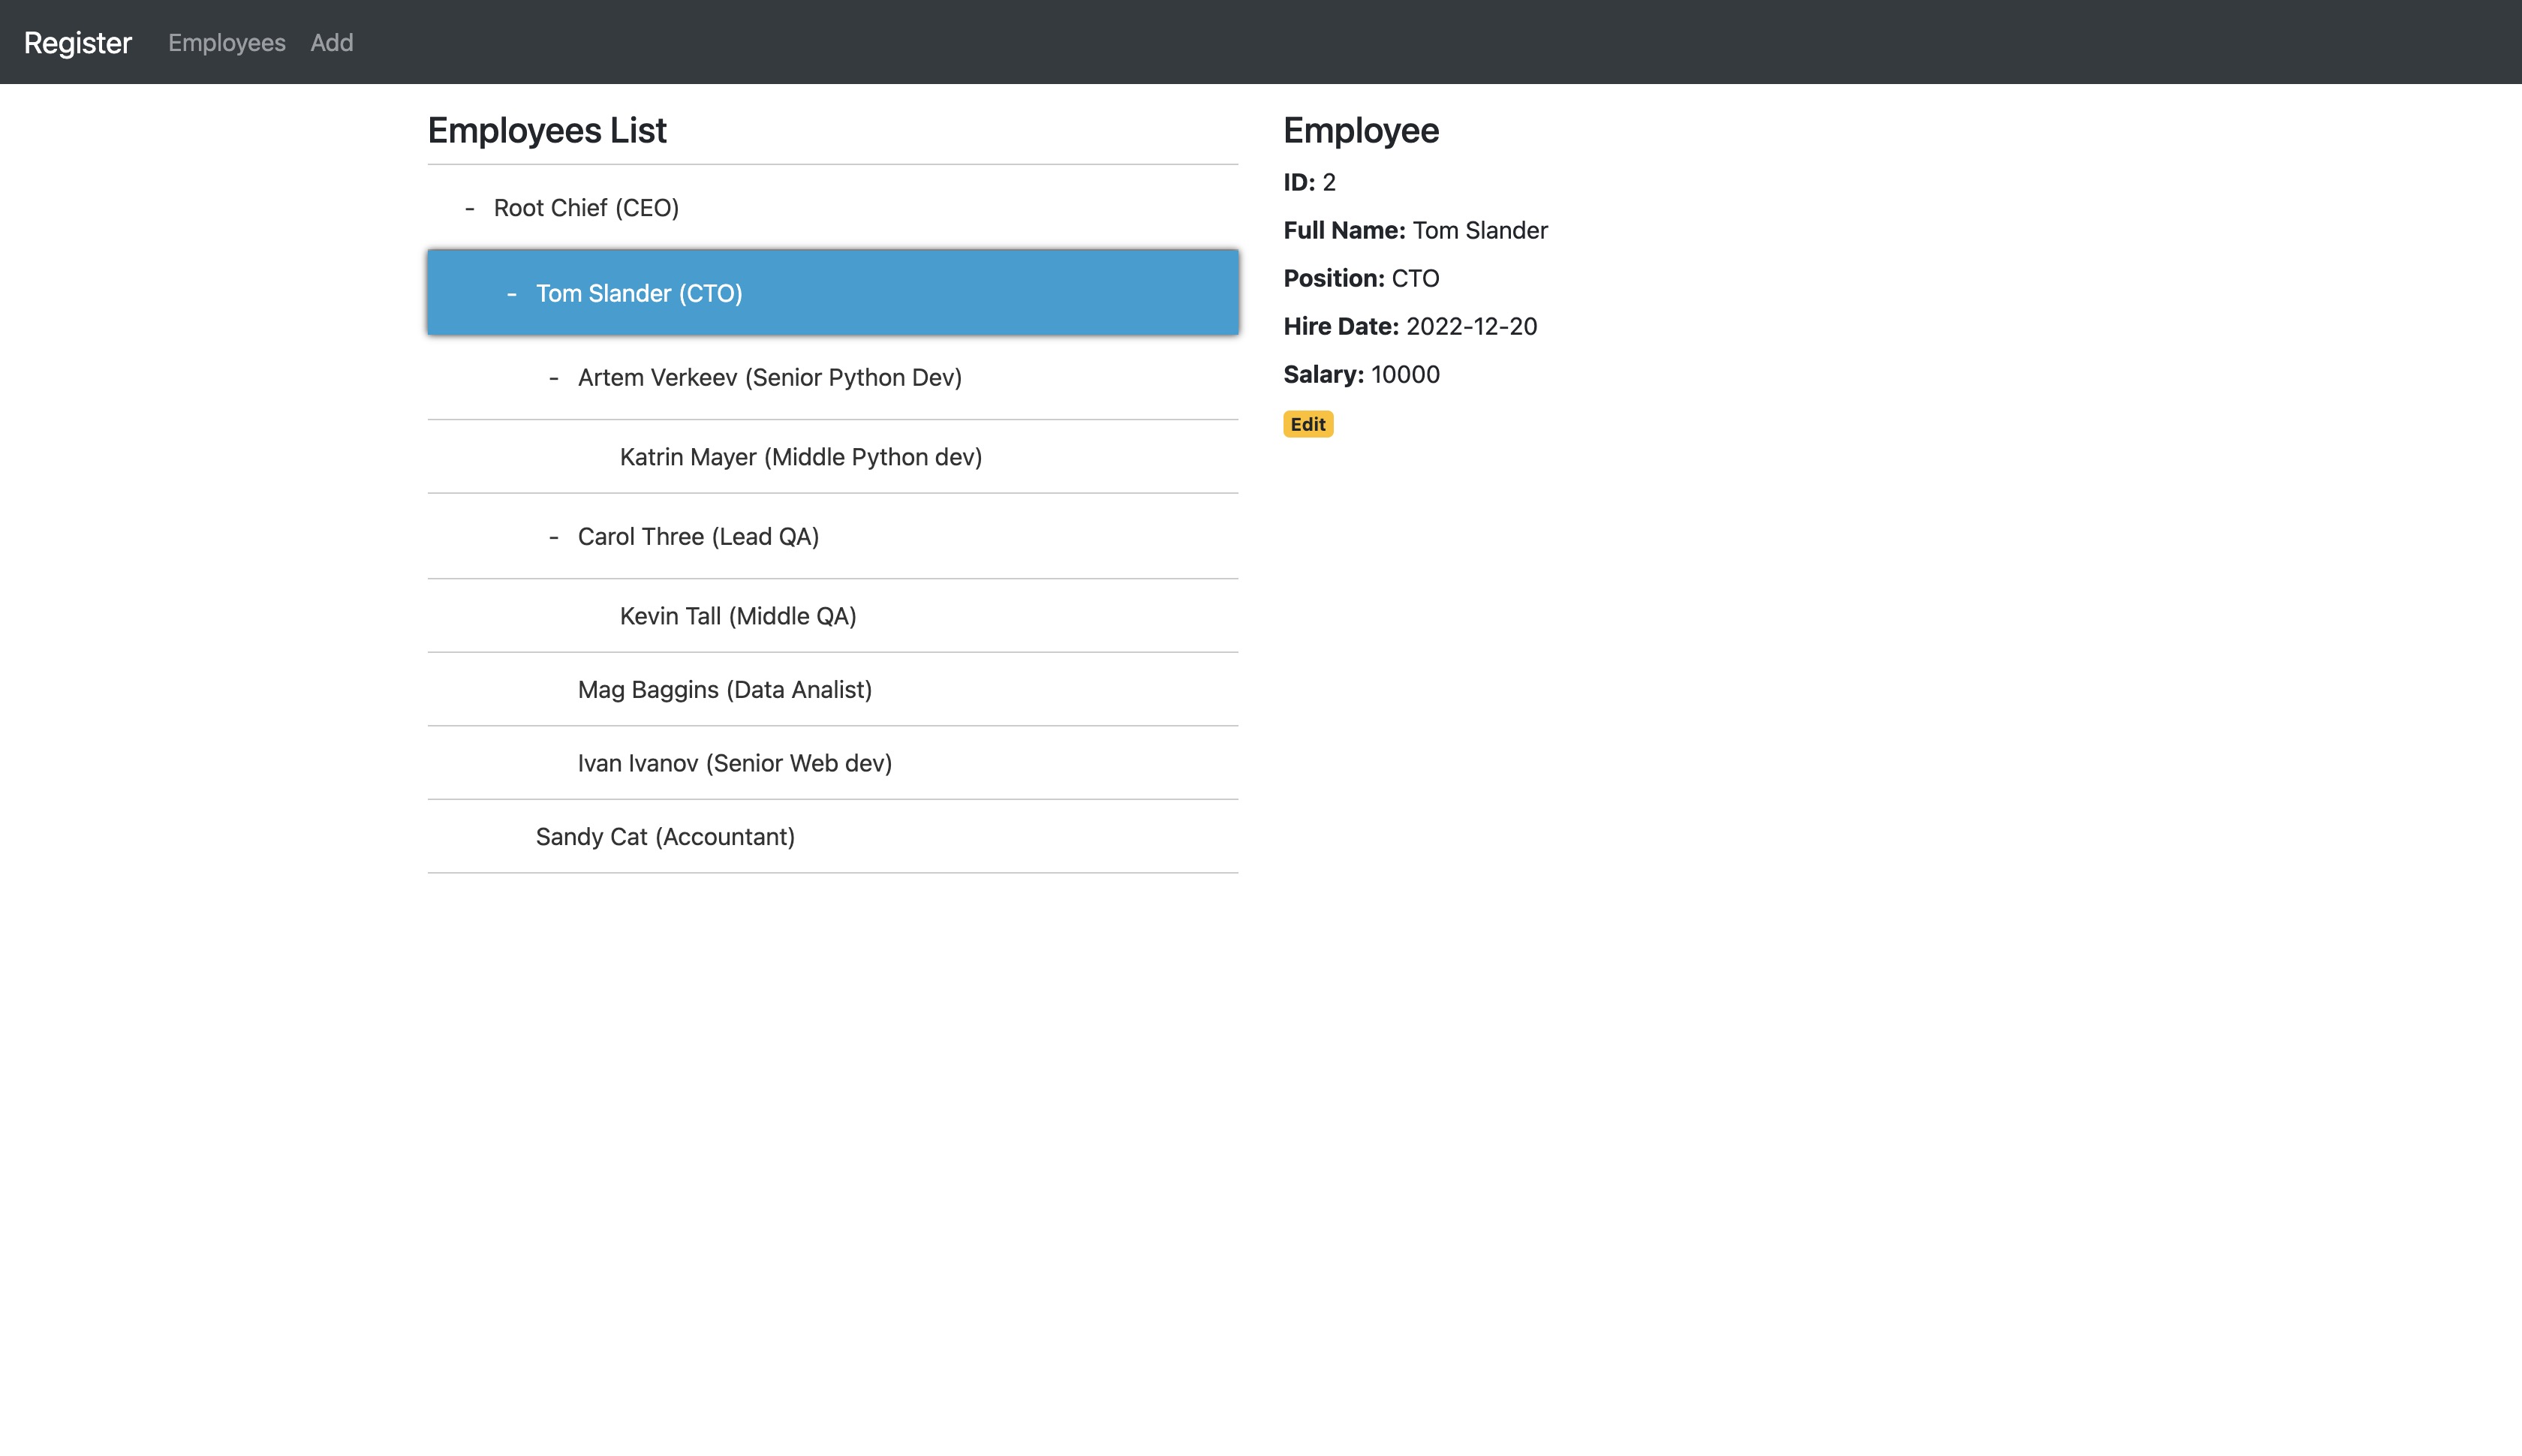 Register Employees Add
Employees List
- Root Chief (CEO)
- Tom Slander (CTO)
- Artem Verkeev (Senior Python Dev)
Katrin Mayer (Middle Python dev)
- Carol Three (Lead QA)
Kevin Tall (Middle QA)
Mag Baggins (Data Analist)
Ivan Ivanov (Senior Web dev)
Sandy Cat (Accountant)
Employee
ID: 2
Full Name: Tom Slander
Position: CTO
Hire Date: 2022-12-20
Salary: 10000
Edit